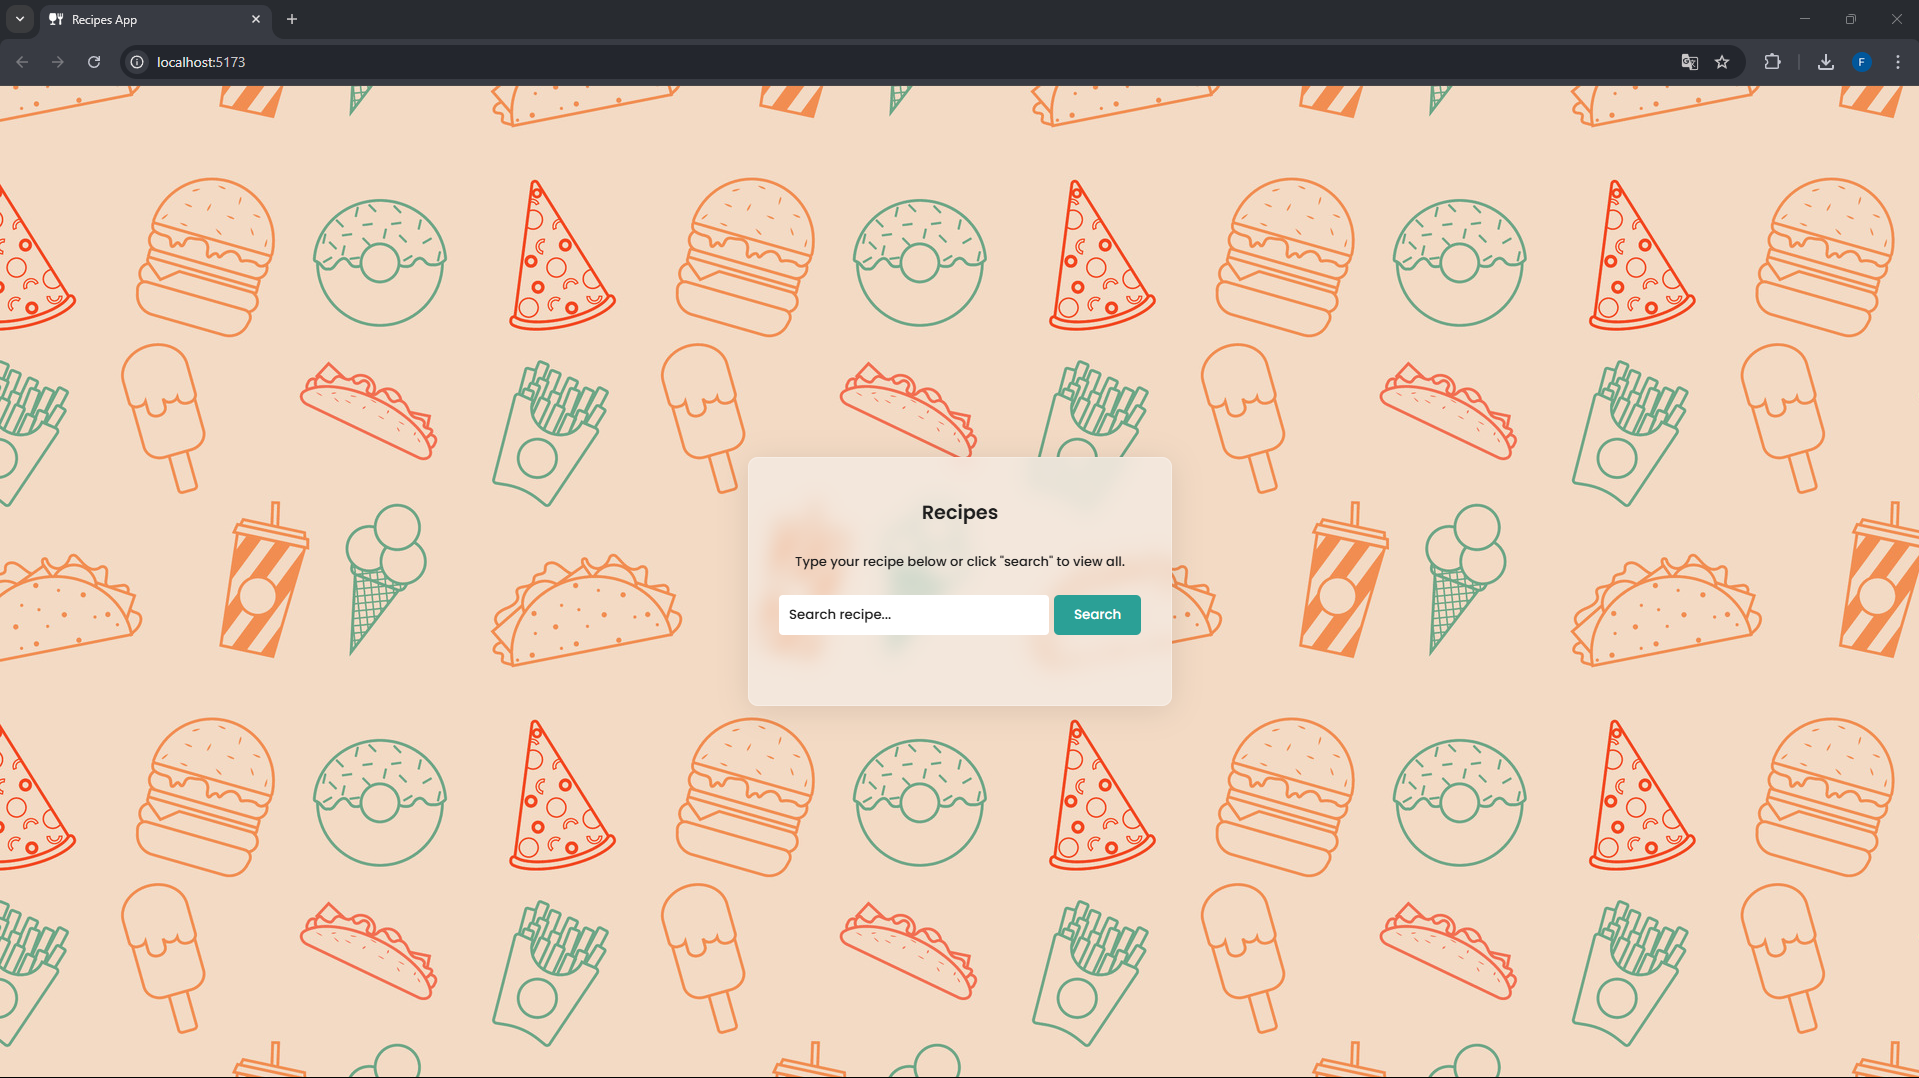 Recipes App
localhost:5173
F
Recipes
Type your recipe below or click "search" to view all.
Search recipe...
Search